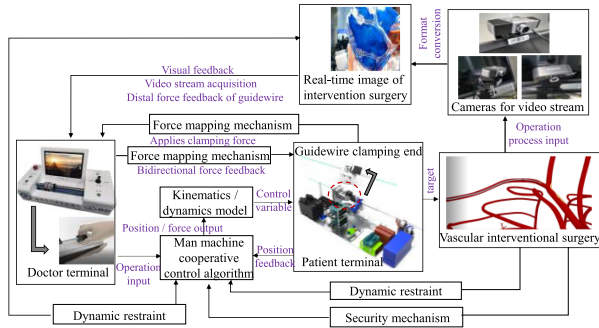 Format
conversion
Real-time image of
intervention surgery
Cameras for video stream
Visual feedback
Video stream acquisition
Distal force feedback of guidewire
Operation
process input
Force mapping mechanism
Applies clamping force
Force mapping mechanism
Bidirectional force feedback
Guidewire clamping end
Kinematics /
dynamics model
Control
variable
target
Position / force output
Man machine
cooperative
control algorithm
Position
feedback
Patient terminal
Vascular interventional surgery
Doctor terminal
Operation
input
Dynamic restraint
Dynamic restraint
Security mechanism